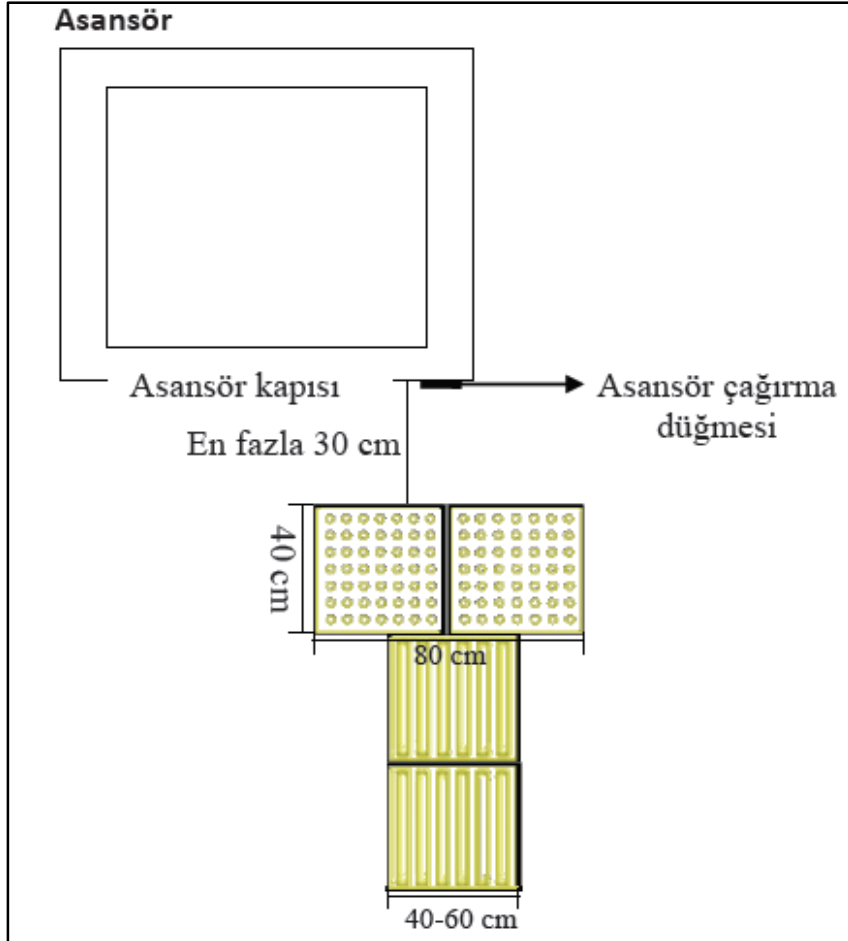 Asansör
Asansör kapısı
Asansör çağırma
düğmesi
En fazla 30 cm
40 cm
80 cm
40-60 cm